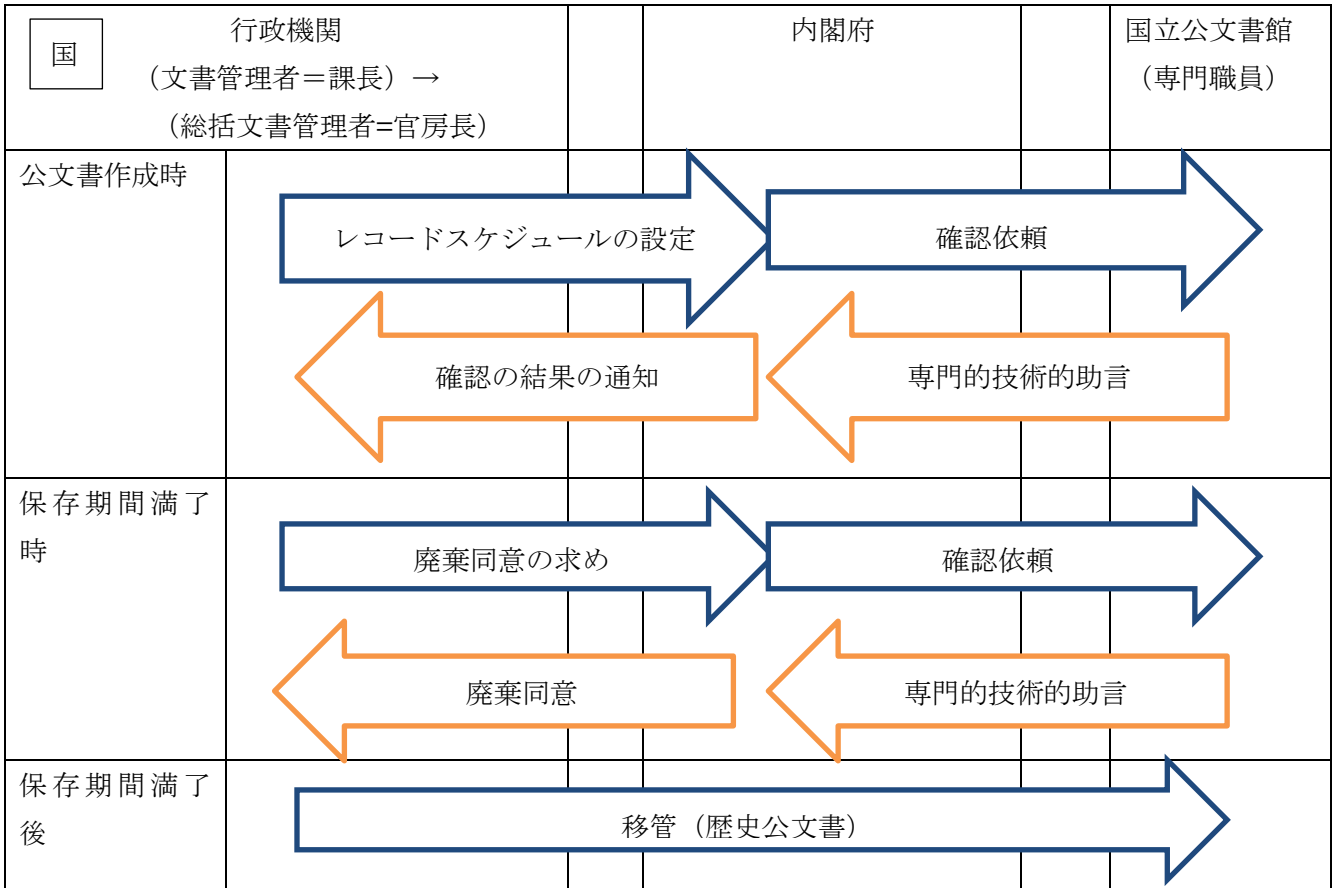 国
行政機関
（文書管理者＝課長）→
（総括文書管理者=官房長）
内閣府
国立公文書館
（専門職員）
公文書作成時
レコードスケジュールの設定
確認依頼
確認の結果の通知
専門的技術的助言
保存期間満了
時
廃棄同意の求め
確認依頼
廃棄同意
専門的技術的助言
保存期間満了
後
移管（歴史公文書）